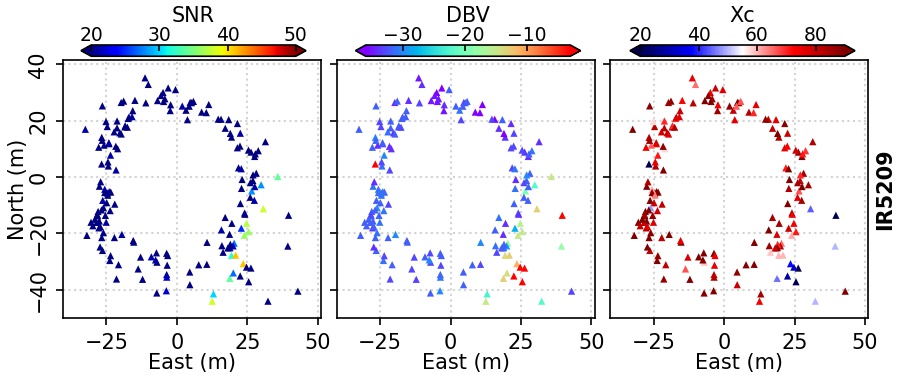 SNR DBV Xc
20 30 40 50 −30 −20 −10 20 40 60 80
40
20
0
−20
−40
North (m)
−25 0 25 50 −25 0 25 50 −25 0 25 50
East (m) East (m) East (m)
IR5209